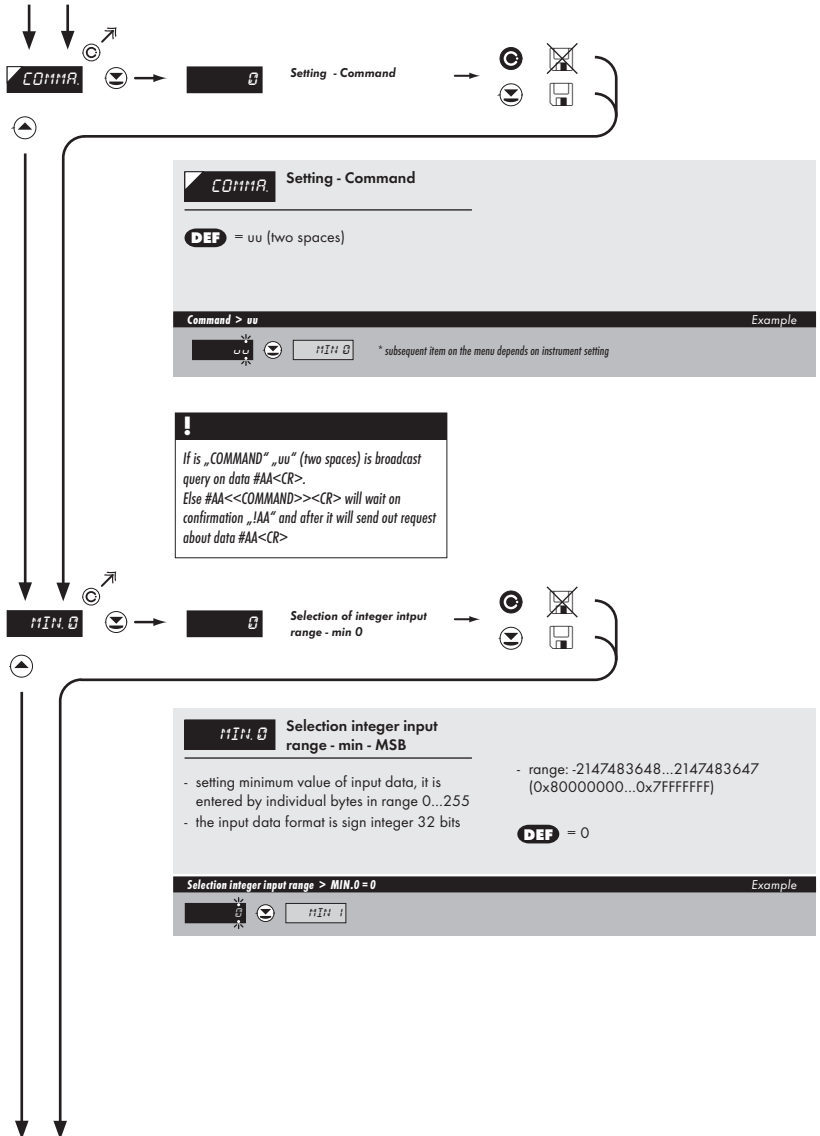 COMMA.
0
Setting - Command
COMMA.
Setting - Command
DEF = uu (two spaces)
Command > uu
Example
uu
MIN 0
* subsequent item on the menu depends on instrument setting
!
If is „COMMAND“ „uu“ (two spaces) is broadcast
query on data #AA<CR>.
Else #AA<<COMMAND>><CR> will wait on
confirmation „!AA“ and after it will send out request
about data #AA<CR>
MIN. 0
0
Selection of integer intput
range - min 0
MIN. 0
Selection integer input
range - min - MSB
- setting minimum value of input data, it is
entered by individual bytes in range 0...255
- the input data format is sign integer 32 bits
- range: -2147483648...2147483647
(0x80000000...0x7FFFFFFF)
DEF = 0
Selection integer input range > MIN.0 = 0
Example
0
MIN 1